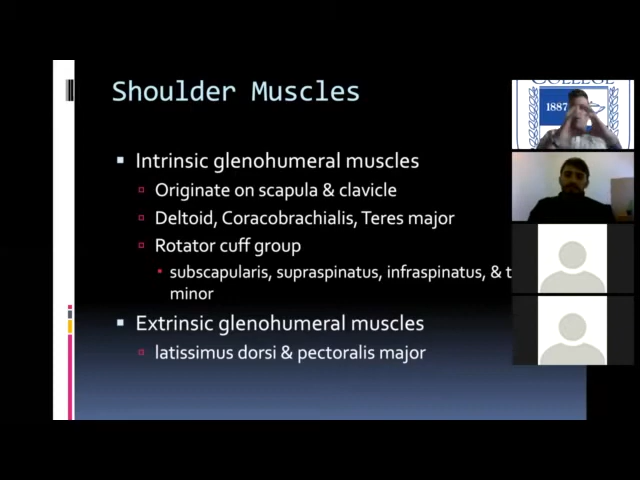 Shoulder Muscles
Intrinsic glenohumeral muscles
Originate on scapula & clavicle
Deltoid, Coracobrachialis, Teres major
Rotator cuff group
subscapularis, supraspinatus, infraspinatus, & t
minor
Extrinsic glenohumeral muscles
latissimus dorsi & pectoralis major
COLLEGE
1887